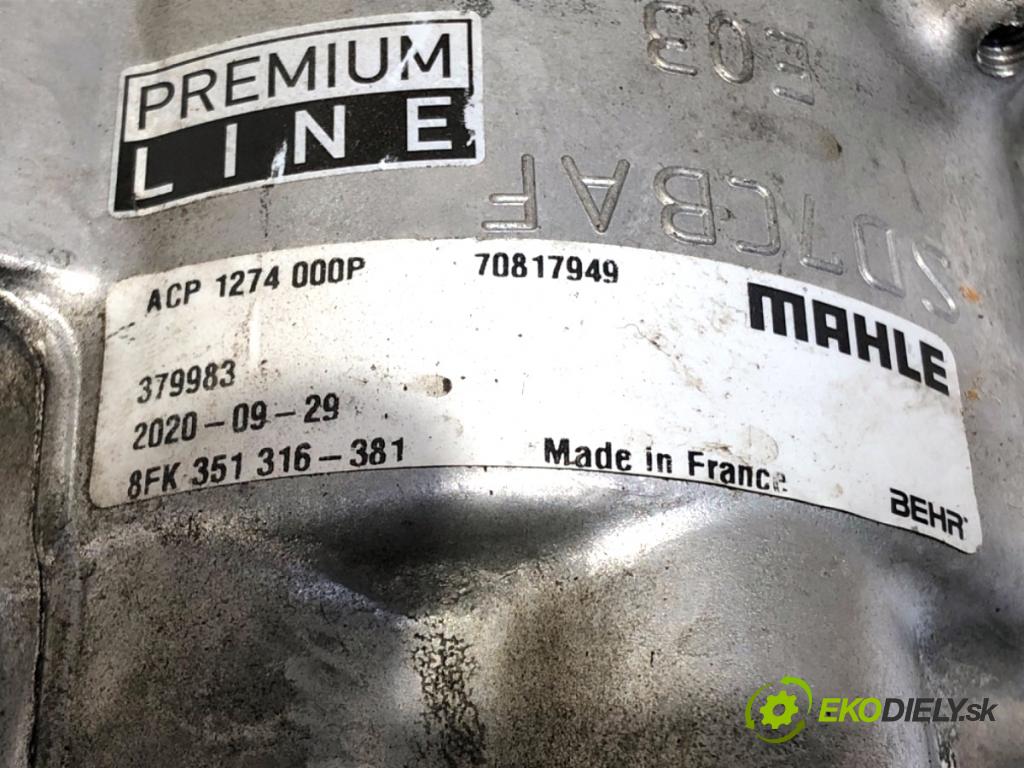 PREMIUM
LINE
E03
SD7CBAF
ACP 1274 000P 70817949
MAHLE
379983
2020-09-29
8FK 351 316-381 Made in France
BEHR®
EKODIELY.sk